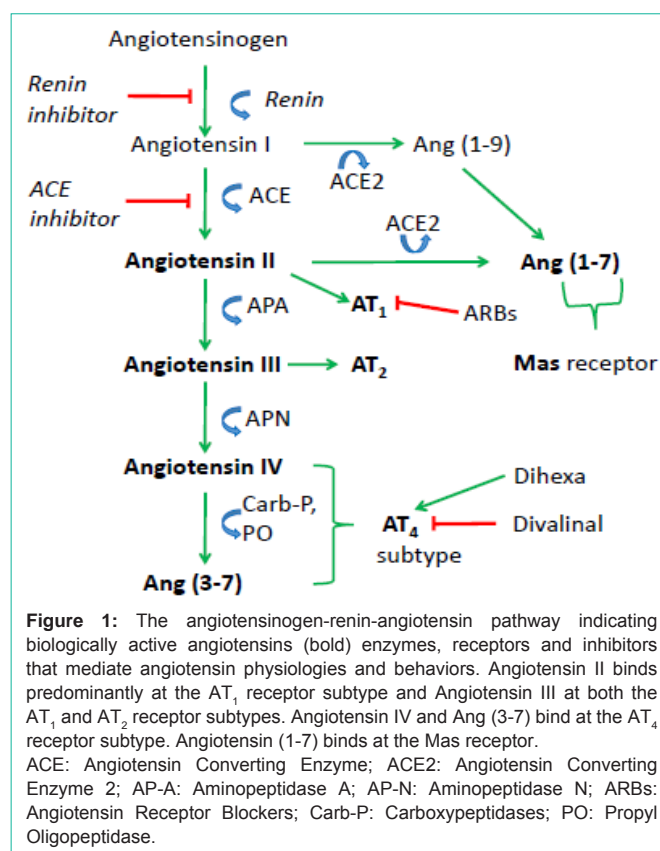 Angiotensinogen
Renin
inhibitor
Renin
Angiotensin I
Ang (1-9)
ACE2
ACE
inhibitor
ACE
ACE2
Angiotensin II
Ang (1-7)
APA
AT1
ARBs
Mas receptor
Angiotensin III
AT2
APN
Angiotensin IV
Dihexa
Carb-P,
PO
AT4
subtype
Divalinal
Ang (3-7)
Figure 1: The angiotensinogen-renin-angiotensin pathway indicating
biologically active angiotensins (bold) enzymes, receptors and inhibitors
that mediate angiotensin physiologies and behaviors. Angiotensin II binds
predominantly at the AT1 receptor subtype and Angiotensin III at both the
AT1 and AT2 receptor subtypes. Angiotensin IV and Ang (3-7) bind at the AT4
receptor subtype. Angiotensin (1-7) binds at the Mas receptor.
ACE: Angiotensin Converting Enzyme; ACE2: Angiotensin Converting
Enzyme 2; AP-A: Aminopeptidase A; AP-N: Aminopeptidase N; ARBs:
Angiotensin Receptor Blockers; Carb-P: Carboxypeptidases; PO: Propyl
Oligopeptidase.